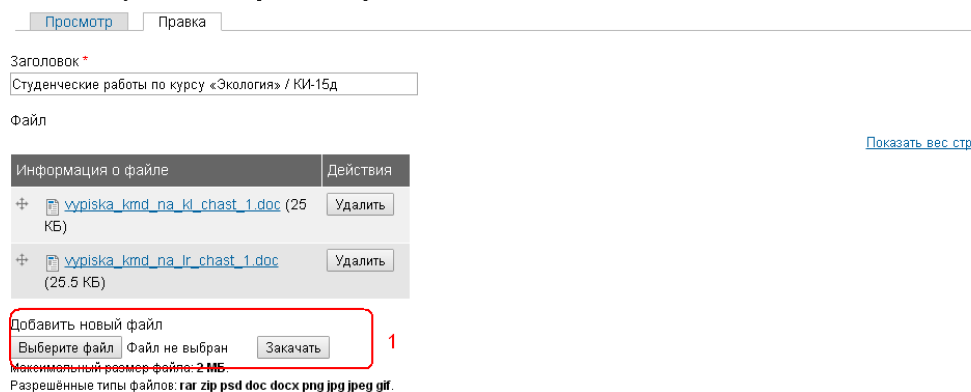 Просмотр Правка
Заголовок *
Студенческие работы по курсу «Экология» / КИ-15д
Файл
Показать вес стр
Информация о файле Действия
vypiska_kmd_na_kl_chast_1.doc (25 Удалить
КБ)
vypiska_kmd_na_lr_chast_1.doc Удалить
(25.5 КБ)
Добавить новый файл
Выберите файл Файл не выбран Закачать 1
Максимальный размер файла: 2 МБ.
Разрешённые типы файлов: rar zip psd doc docx png jpg jpeg gif.